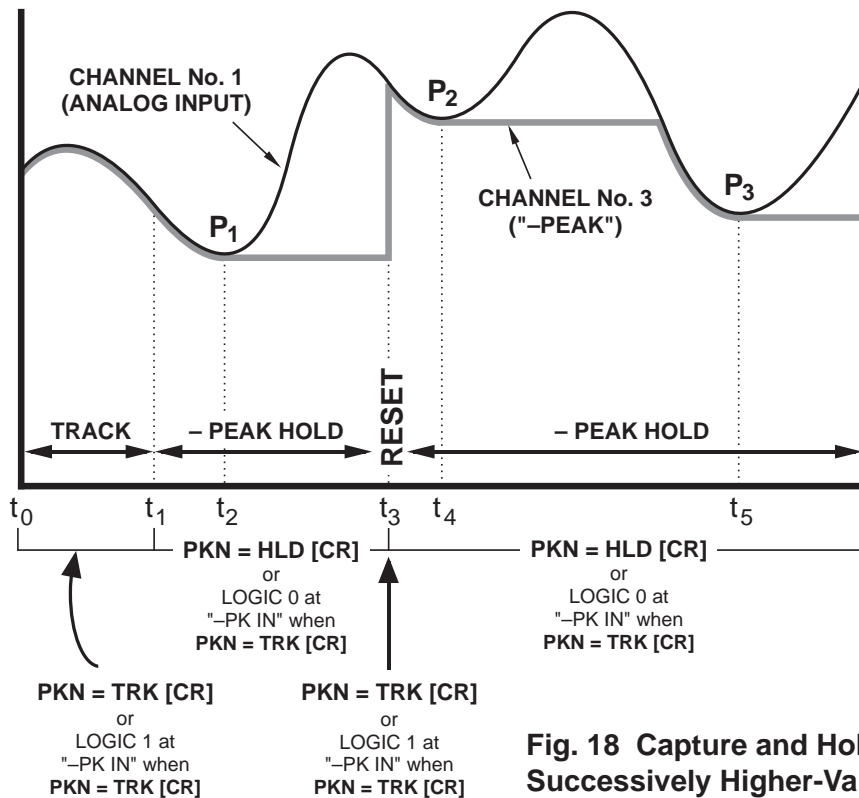 CHANNEL No. 1
(ANALOG INPUT)
P2
P3
CHANNEL No. 3
("–PEAK")
P1
RESET
TRACK
– PEAK HOLD
– PEAK HOLD
t0
t1
t2
t3
t4
t5
PKN = HLD [CR]
or
LOGIC 0 at
"–PK IN" when
PKN = TRK [CR]
PKN = HLD [CR]
or
LOGIC 0 at
"–PK IN" when
PKN = TRK [CR]
PKN = TRK [CR]
or
LOGIC 1 at
"–PK IN" when
PKN = TRK [CR]
PKN = TRK [CR]
or
LOGIC 1 at
"–PK IN" when
PKN = TRK [CR]
Fig. 18 Capture and Hol
Successively Higher-Va